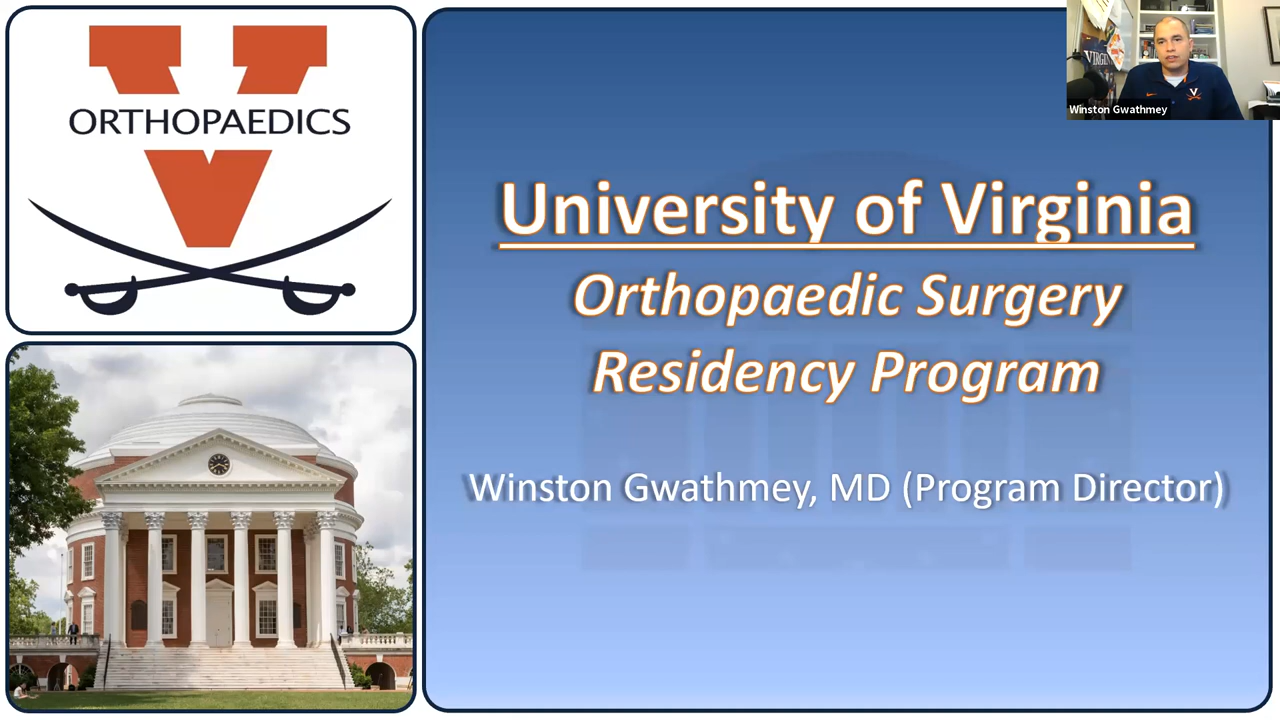 ORTHOPAEDICS
University of Virginia
Orthopaedic Surgery
Residency Program
Winston Gwathmey, MD (Program Director)
Winston Gwathmey